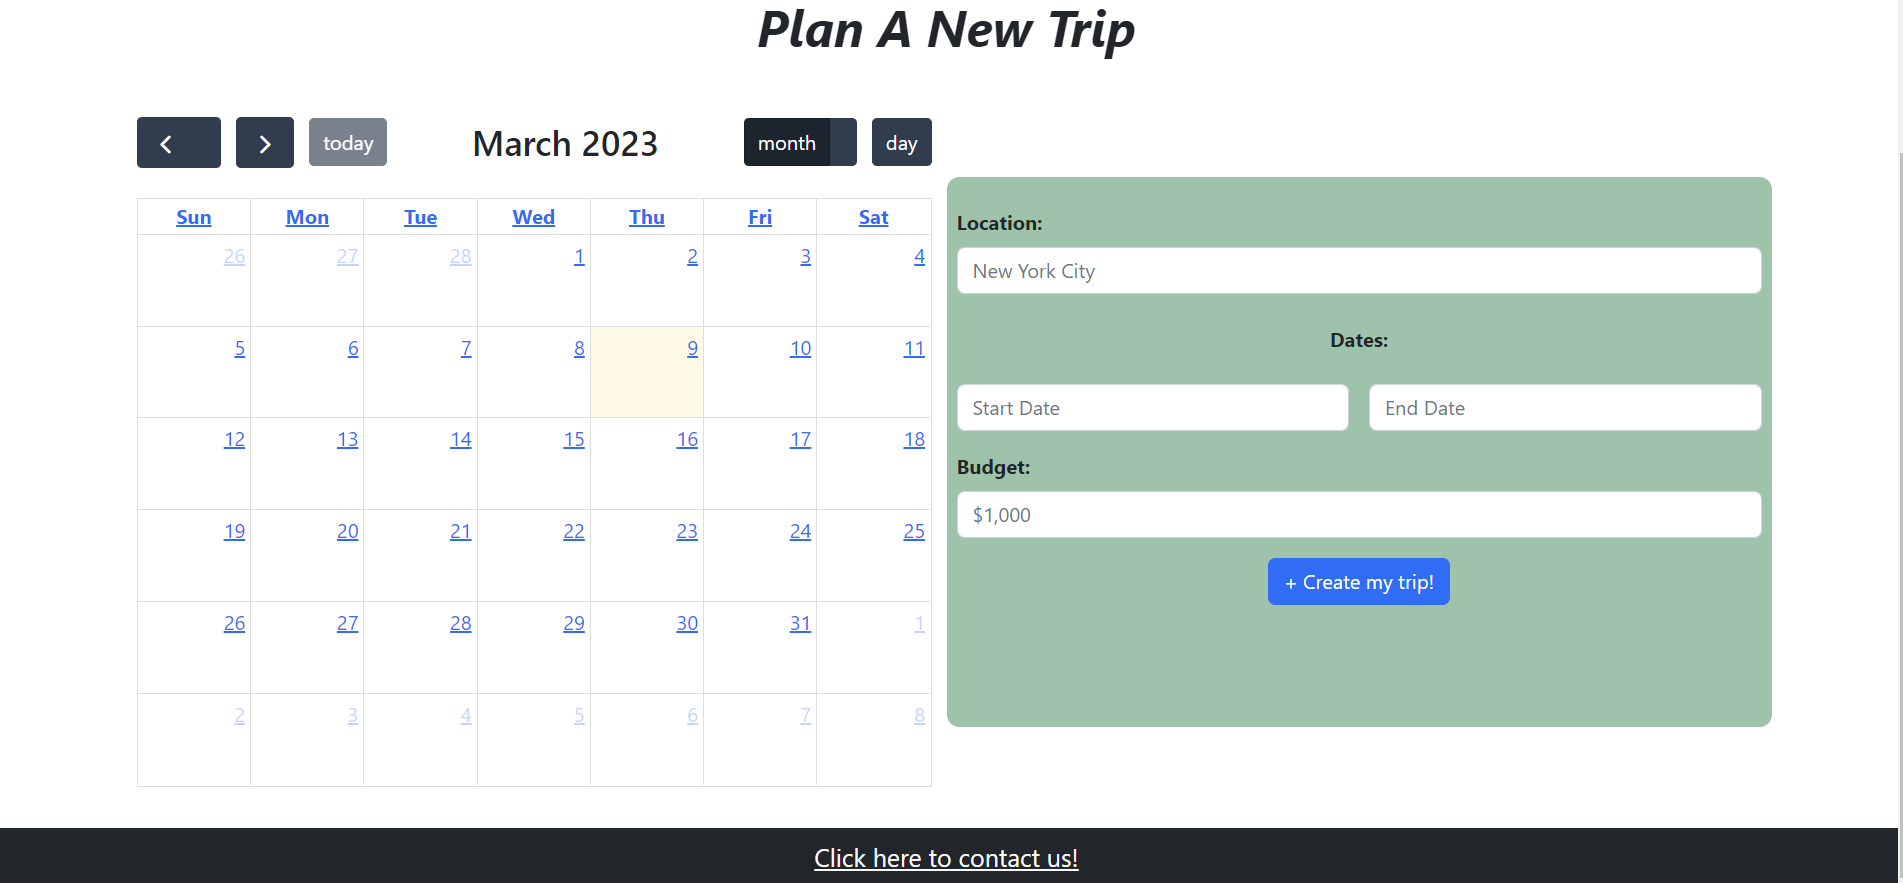 Plan A New Trip
today
March 2023
month
day
Sun Mon Tue Wed Thu Fri Sat
26 27 28 1 2 3 4
5 6 7 8 9 10 11
12 13 14 15 16 17 18
19 20 21 22 23 24 25
26 27 28 29 30 31 1
2 3 4 5 6 7 8
Location:
New York City
Dates:
Start Date
End Date
Budget:
$1,000
+ Create my trip!
Click here to contact us!